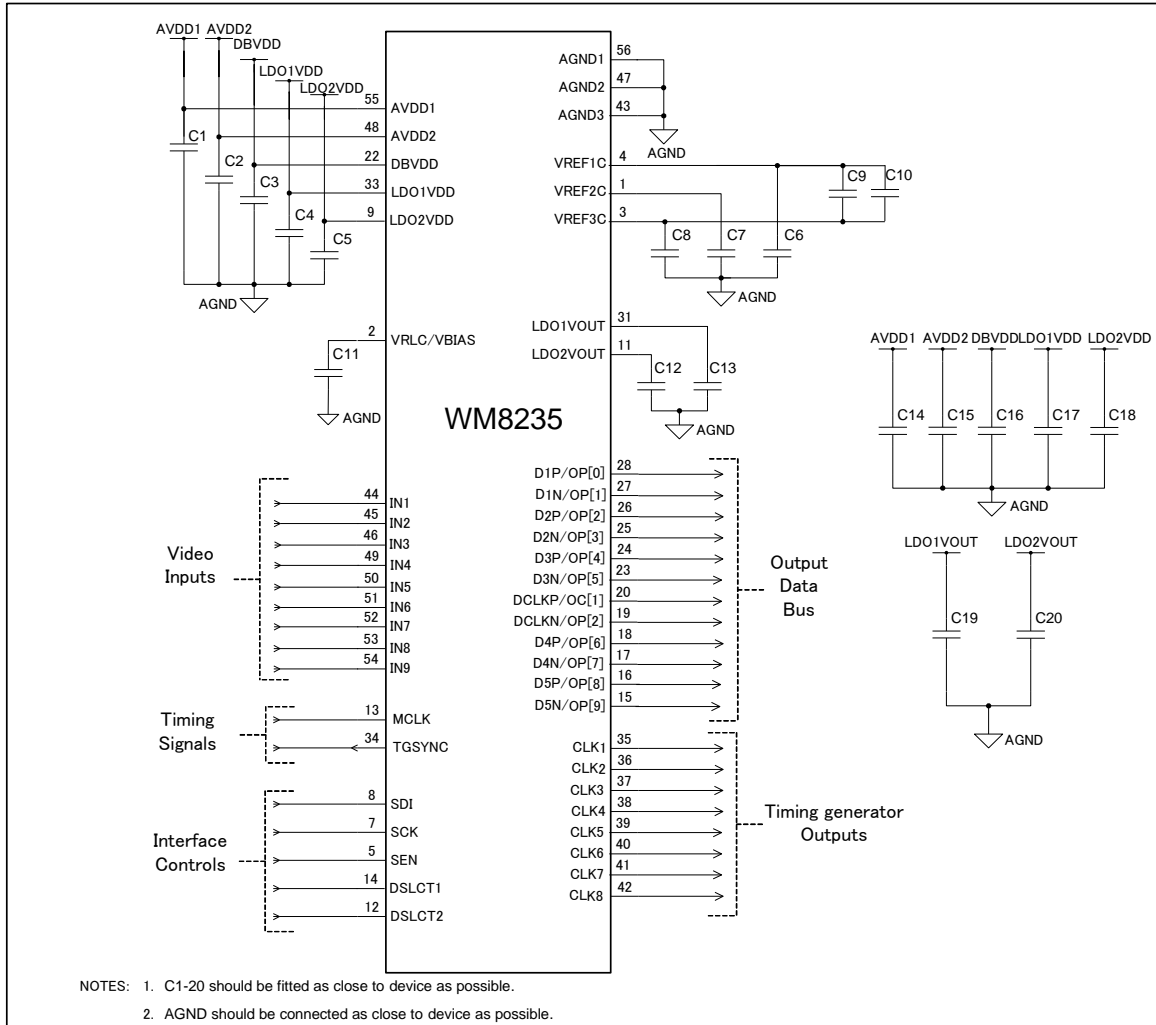 AVDD1
AVDD2
DBVDD
LDO1VDD
LDO2VDD
55
AVDD1
48
AVDD2
22
DBVDD
33
LDO1VDD
9
LDO2VDD
C1
C2
C3
C4
C5
AGND
2
VRLC/VBIAS
C11
AGND
WM8235
56
AGND1
47
AGND2
43
AGND3
AGND
4
VREF1C
1
VREF2C
3
VREF3C
C9
C10
C8
C7
C6
AGND
31
LDO1VOUT
11
LDO2VOUT
C12
C13
AGND
AVDD1
AVDD2
DBVDD
LDO1VDD
LDO2VDD
C14
C15
C16
C17
C18
AGND
LDO1VOUT
LDO2VOUT
C19
C20
AGND
Video
Inputs
44
IN1
45
IN2
46
IN3
49
IN4
50
IN5
51
IN6
52
IN7
53
IN8
54
IN9
Timing
Signals
13
MCLK
34
TGSYNC
Interface
Controls
8
SDI
7
SCK
5
SEN
14
DSLCT1
12
DSLCT2
D1P/OP[0]
28
D1N/OP[1]
27
D2P/OP[2]
26
D2N/OP[3]
25
D3P/OP[4]
24
D3N/OP[5]
23
DCLKP/OC[1]
20
DCLKN/OP[2]
19
D4P/OP[6]
18
D4N/OP[7]
17
D5P/OP[8]
16
D5N/OP[9]
15
Output
Data
Bus
CLK1
35
CLK2
36
CLK3
37
CLK4
38
CLK5
39
CLK6
40
CLK7
41
CLK8
42
Timing generator
Outputs
NOTES: 1. C1-20 should be fitted as close to device as possible.
2. AGND should be connected as close to device as possible.